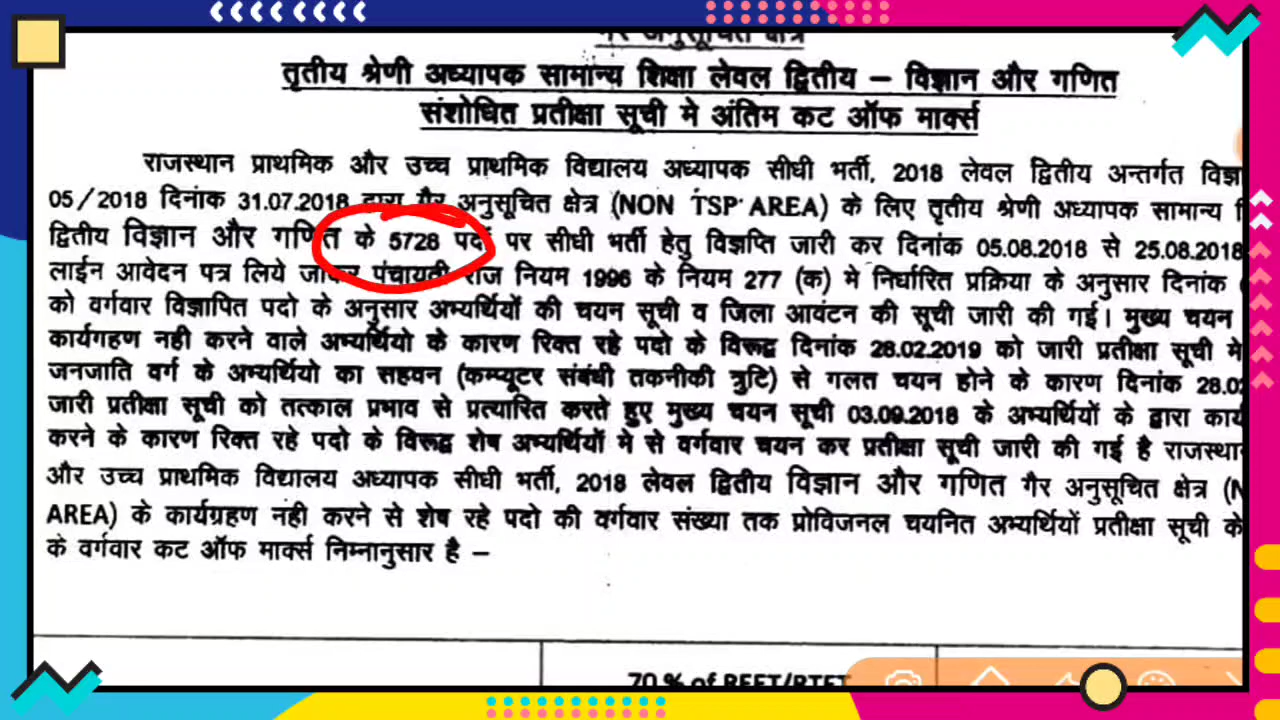 तृतीय श्रेणी अध्यापक सामान्य शिक्षा लेवल द्वितीय – विज्ञान और गणित
संशोधित प्रतीक्षा सूची मे अंतिम कट ऑफ मार्क्स
राजस्थान प्राथमिक और उच्च प्राथमिक विद्यालय अध्यापक सीधी भर्ती, 2018 लेवल द्वितीय अन्तर्गत
05/2018 दिनांक 31.07.2018 द्वारा गैर अनुसूचित क्षेत्र (NON TSP AREA) के लिए तृतीय श्रेणी अध्यापक सामान्य
द्वितीय विज्ञान और गणित के 5728 पदों पर सीधी भर्ती हेतु विज्ञप्ति जारी कर दिनांक 05.08.2018 से 25.08.2018
लाईन आवेदन पत्र लिये जाकर पंचायती राज नियम 1996 के नियम 277 (क) मे निर्धारित प्रक्रिया के अनुसार दिनांक
को वर्गवार विज्ञापित पदो के अनुसार अभ्यर्थियों की चयन सूची व जिला आवंटन की सूची जारी की गई। मुख्य चयन
कार्यगहण नही करने वाले अभ्यर्थियो के कारण रिक्त रहे पदो के विरूद्ध दिनांक 28.02.2019 को जारी प्रतीक्षा सूची मे
जनजाति वर्ग के अभ्यर्थियो का सहवन (कम्प्यूटर संबंधी तकनीकी त्रुटि) से गलत चयन होने के कारण दिनांक
जारी प्रतीक्षा सूची को तत्काल प्रभाव से प्रत्यारित करते हुए मुख्य चयन सूची 03.09.2018 के अभ्यर्थियों के द्वारा
करने के कारण रिक्त रहे पदो के विरूद्ध शेष अभ्यर्थियों मे से वर्गवार चयन कर प्रतीक्षा सूची जारी की गई है
और उच्च प्राथमिक विद्यालय अध्यापक सीधी भर्ती, 2018 लेवल द्वितीय विज्ञान और गणित गैर अनुसूचित क्षेत्र
AREA) के कार्यग्रहण नही करने से शेष रहे पदो की वर्गवार संख्या तक प्रोविजनल चयनित अभ्यर्थियों प्रतीक्षा सूची के
के वर्गवार कट ऑफ मार्क्स निम्नानुसार है –
70 % of REET/RTET